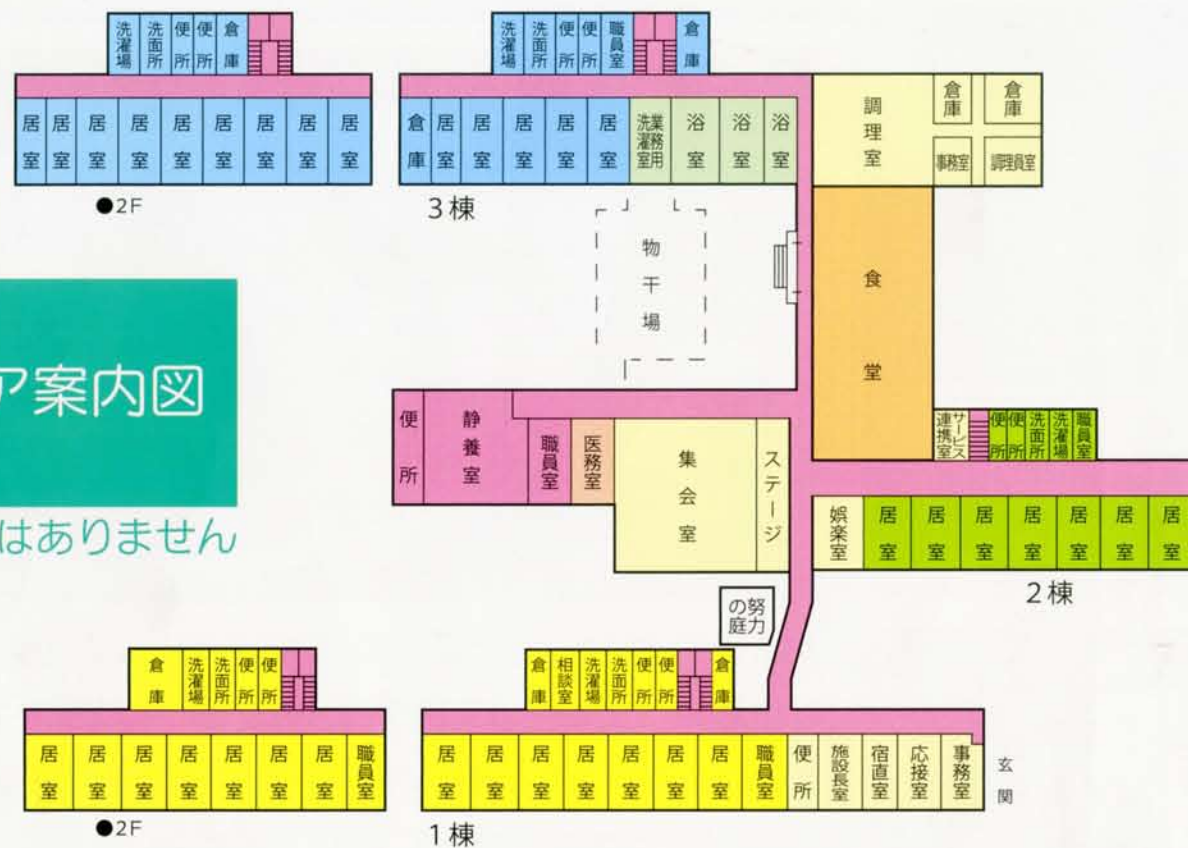 洗濯場 洗面所 便所 便所 倉庫
居室 居室 居室 居室 居室 居室 居室 居室
●2F
洗濯場 洗面所 便所 便所 職員室 倉庫
倉庫 居室 居室 居室 居室 居室 業務用洗濯室 浴室 浴室 浴室
3棟
調理室 倉庫 倉庫
事務室 調理員室
物干場
食堂
ア案内図
はありません
便所 静養室 職員室 医務室 集会室 ステージ
サービス連携室 便所 便所 洗面所 洗濯場 職員室
娯楽室 居室 居室 居室 居室 居室 居室 居室
2棟
努力の庭
倉庫 洗濯場 洗面所 便所 便所
居室 居室 居室 居室 居室 居室 居室 職員室
●2F
倉庫 相談室 洗濯場 洗面所 便所 便所 倉庫
居室 居室 居室 居室 居室 居室 居室 職員室 便所 施設長室 宿直室 応接室 事務室
玄関
1棟